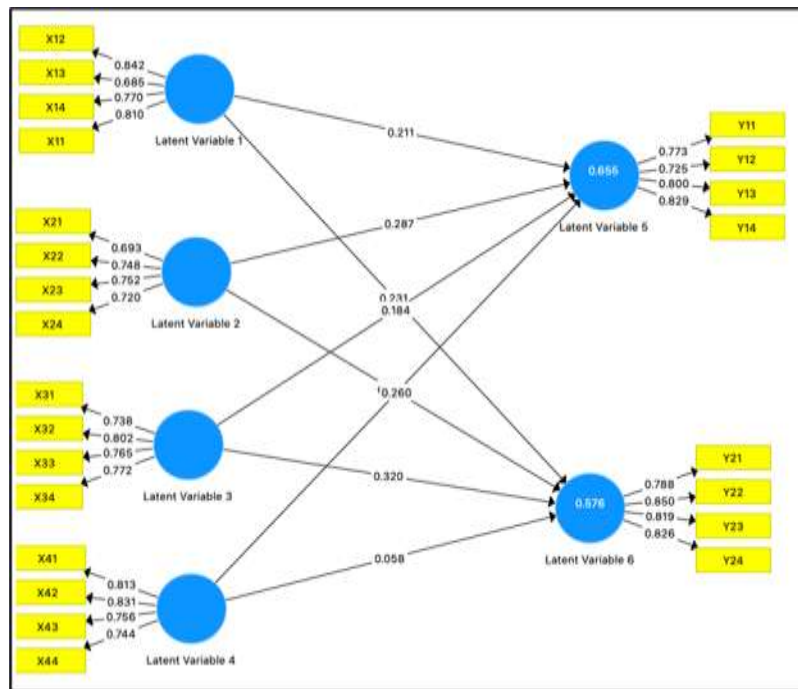 X12
X13
X14
X11
0.842
0.685
0.770
0.810
Latent Variable 1
X21
X22
X23
X24
0.693
0.748
0.752
0.720
Latent Variable 2
X31
X32
X33
X34
0.738
0.802
0.765
0.772
Latent Variable 3
X41
X42
X43
X44
0.813
0.831
0.756
0.744
Latent Variable 4
0.211
0.287
0.231
0.184
0.260
0.320
0.058
0.655
Latent Variable 5
0.773
0.725
0.800
0.829
Y11
Y12
Y13
Y14
0.576
Latent Variable 6
0.788
0.850
0.819
0.826
Y21
Y22
Y23
Y24